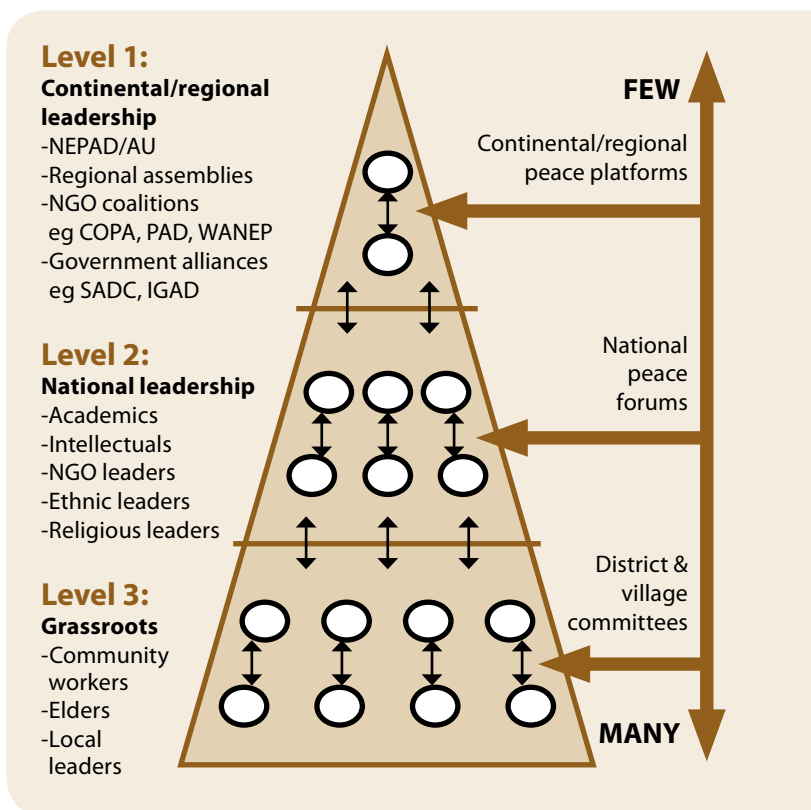 Level 1:
Continental/regional
leadership
-NEPAD/AU
-Regional assemblies
-NGO coalitions
eg COPA, PAD, WANEP
-Government alliances
eg SADC, IGAD
Level 2:
National leadership
-Academics
-Intellectuals
-NGO leaders
-Ethnic leaders
-Religious leaders
Level 3:
Grassroots
-Community
workers
-Elders
-Local
leaders
FEW
Continental/regional
peace platforms
National
peace
forums
District &
village
committees
MANY